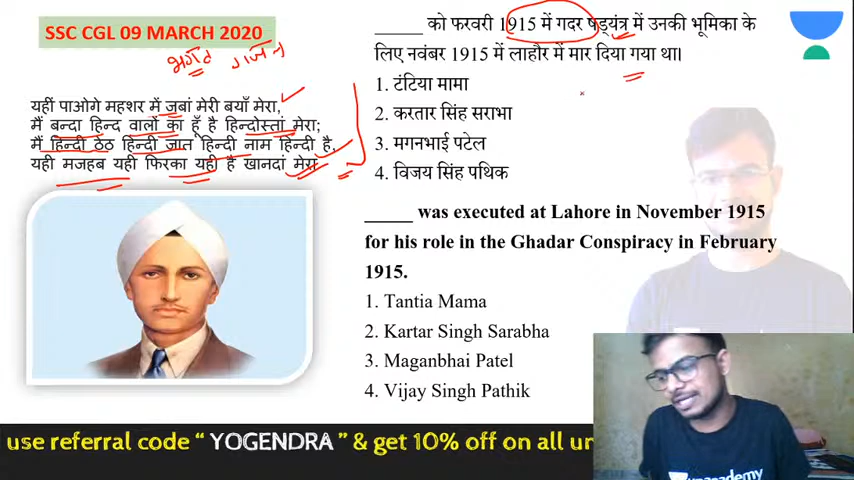 SSC CGL 09 MARCH 2020
यहीं पाओगे महशर में जबां मेरी बयाँ मेरा,
मैं बन्दा हिन्द वालों का हूँ है हिन्दोस्तां मेरा;
मैं हिन्दी ठेठ हिन्दी जात हिन्दी नाम हिन्दी है,
यही मजहब यही फिरका यही है खानदां मेरा
_____ को फरवरी 1915 में गदर षड्यंत्र में उनकी भूमिका के
लिए नवंबर 1915 में लाहौर में मार दिया गया था।
1. टंटिया मामा
2. करतार सिंह सराभा
3. मगनभाई पटेल
4. विजय सिंह पथिक
_____ was executed at Lahore in November 1915
for his role in the Ghadar Conspiracy in February
1915.
1. Tantia Mama
2. Kartar Singh Sarabha
3. Maganbhai Patel
4. Vijay Singh Pathik
use referral code “ YOGENDRA ” & get 10% off on all